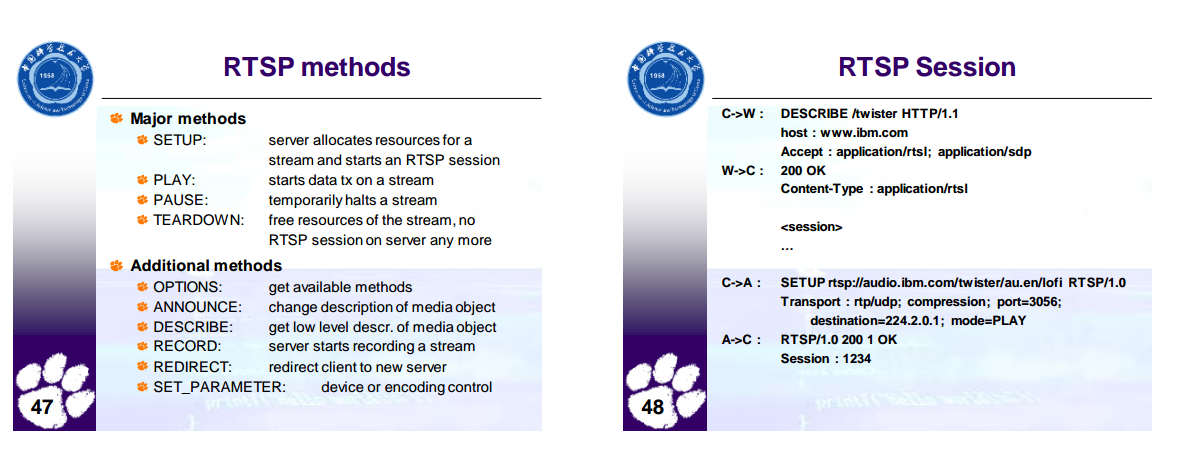 RTSP methods
Major methods
SETUP: server allocates resources for a
stream and starts an RTSP session
PLAY: starts data tx on a stream
PAUSE: temporarily halts a stream
TEARDOWN: free resources of the stream, no
RTSP session on server any more
Additional methods
OPTIONS: get available methods
ANNOUNCE: change description of media object
DESCRIBE: get low level descr. of media object
RECORD: server starts recording a stream
REDIRECT: redirect client to new server
SET_PARAMETER: device or encoding control
47
1958
RTSP Session
C->W : DESCRIBE /twister HTTP/1.1
host : www.ibm.com
Accept : application/rtsl; application/sdp
W->C : 200 OK
Content-Type : application/rtsl
<session>
...
C->A : SETUP rtsp://audio.ibm.com/twister/au.en/lofi RTSP/1.0
Transport : rtp/udp; compression; port=3056;
destination=224.2.0.1; mode=PLAY
A->C : RTSP/1.0 200 1 OK
Session : 1234
48
1958